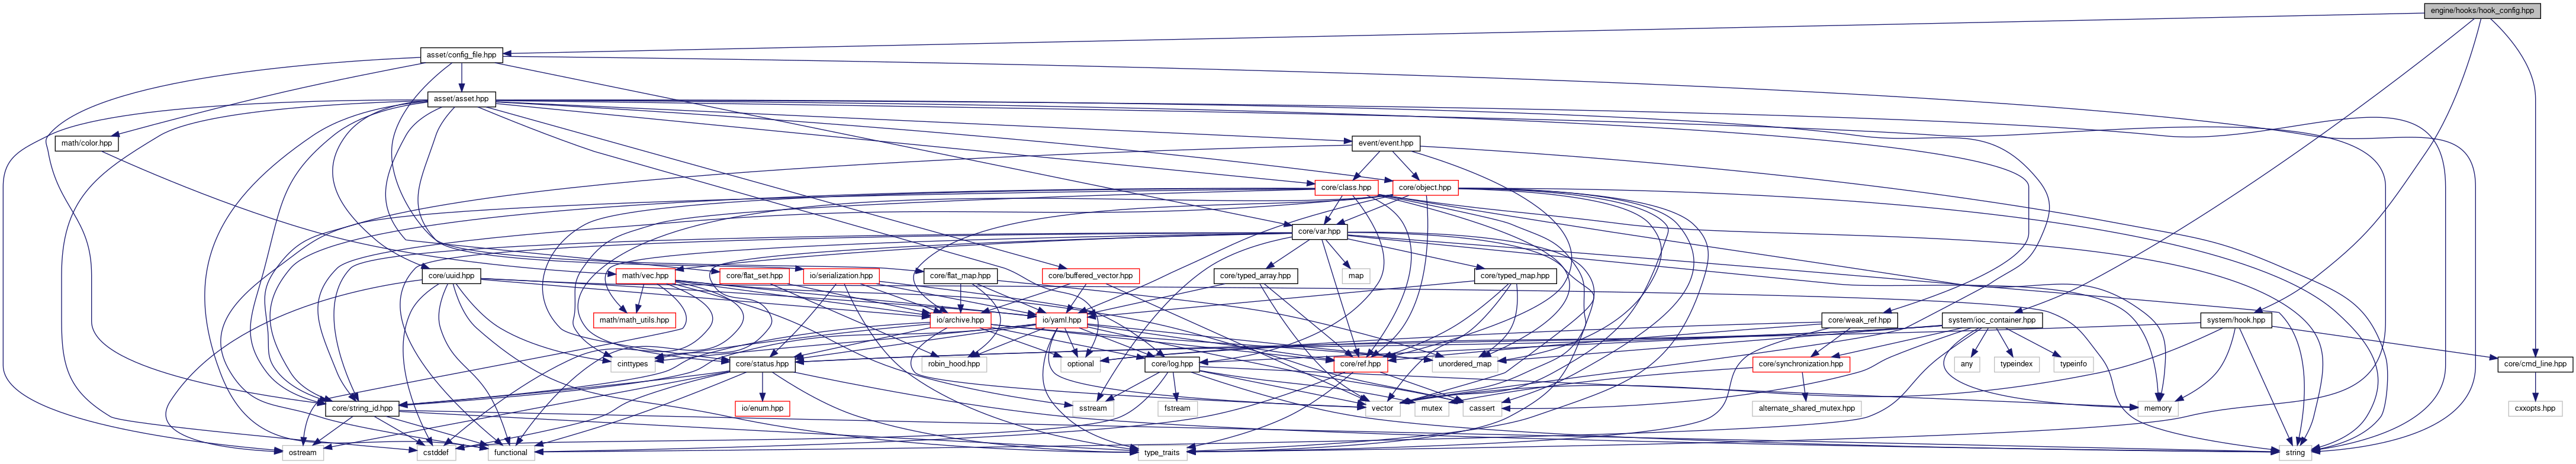 engine/hooks/hook_config.hpp
asset/config_file.hpp
asset/asset.hpp
math/color.hpp
event/event.hpp
core/class.hpp
core/object.hpp
core/var.hpp
core/uuid.hpp
math/vec.hpp
core/flat_set.hpp
io/serialization.hpp
core/flat_map.hpp
core/buffered_vector.hpp
core/typed_array.hpp
map
core/typed_map.hpp
math/math_utils.hpp
io/archive.hpp
io/yaml.hpp
core/weak_ref.hpp
system/ioc_container.hpp
system/hook.hpp
cinttypes
core/status.hpp
robin_hood.hpp
optional
core/log.hpp
core/ref.hpp
unordered_map
core/synchronization.hpp
any
typeindex
typeinfo
core/cmd_line.hpp
core/string_id.hpp
io/enum.hpp
sstream
fstream
vector
mutex
cassert
alternate_shared_mutex.hpp
memory
cxxopts.hpp
ostream
cstddef
functional
type_traits
string